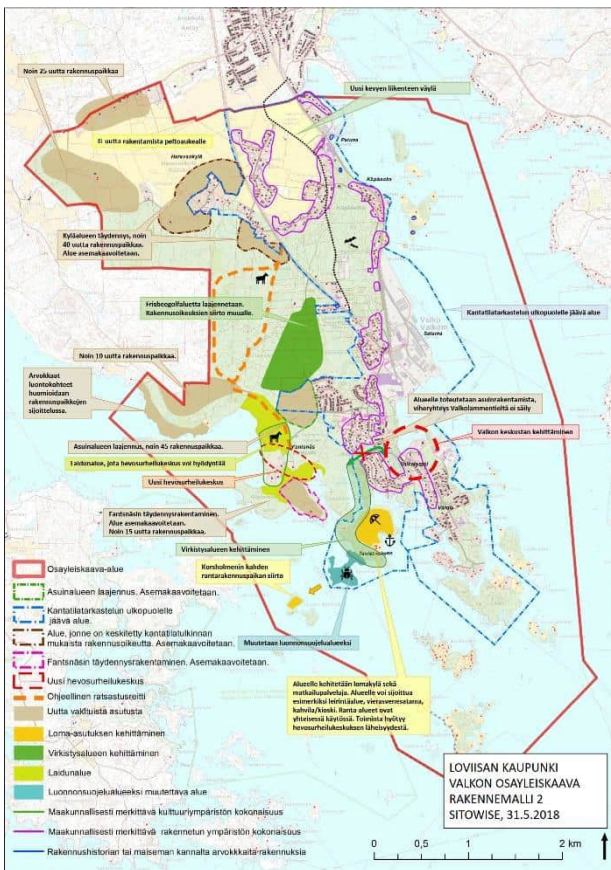 Noin 25 uutta rakennuspaikkaa
Uusi kevyen liikenteen väylä
Ei uutta rakentamista peltoaukealle
Kyläalueen täydennys, noin
40 uutta rakennuspaikkaa.
Alue asemakaavoitetaan.
Frisbeegolfaluetta laajennetaan.
Rakennusoikeuksien siirto muualle.
Valko
Valkom
Satama
Kantatilatarkastelun ulkopuolelle jäävä alue
Noin 10 uutta rakennuspaikkaa.
Arvokkaat
luontokohteet
huomioidaan
rakennuspaikkojen
sijoittelussa.
Alueelle toteutetaan asuinrakentamista,
viheryhteys Valkolammentieltä ei säily
Valkon keskustan kehittäminen
Asuinalueen laajennus, noin 45 rakennuspaikkaa.
Laidunalue, jota hevosurheilukeskus voi hyödyntää
Uusi hevosurheilukeskus
Fantsnäs
Fantsnäsin täydennysrakentaminen.
Alue asemakaavoitetaan.
Noin 15 uutta rakennuspaikkaa.
Virkistysalueen kehittäminen
Korsholmenin kahden
rantarakennuspaikan siirto
Muutetaan luonnonsuojelualueeksi
Alueelle kehitetään lomakylä sekä
matkailupalveluja. Alueelle voi sijoittua
esimerkiksi leirintäalue, vierasvenesatama,
kahvila/kioski. Ranta-alueet ovat
yhteisessä käytössä. Toiminta hyötyy
hevosurheilukeskuksen läheisyydestä.
Osayleiskaava-alue
Asuinalueen laajennus. Asemakaavoitetaan.
Kantatilatarkastelun ulkopuolelle
jäävä alue.
Alue, jonne on keskitetty kantatilatulkinnan
mukaista rakennusoikeutta. Asemakaavoitetaan.
Fantsnäsin täydennysrakentaminen. Asemakaavoitetaan.
Uusi hevosurheilukeskus
Ohjeellinen ratsastusreitti
Uutta vakituista asutusta
Loma-asutuksen kehittäminen
Virkistysalueen kehittäminen
Laidunalue
Luonnonsuojelualueeksi muutettava alue
Maakunnallisesti merkittävä kulttuuriympäristön kokonaisuus
Maakunnallisesti merkittävä rakennetun ympäristön kokonaisuus
Rakennushistorian tai maiseman kannalta arvokkaita rakennuksia
LOVIISAN KAUPUNKI
VALKON OSAYLEISKAAVA
RAKENNEMALLI 2
SITOWISE, 31.5.2018
0 0,5 1 2 km